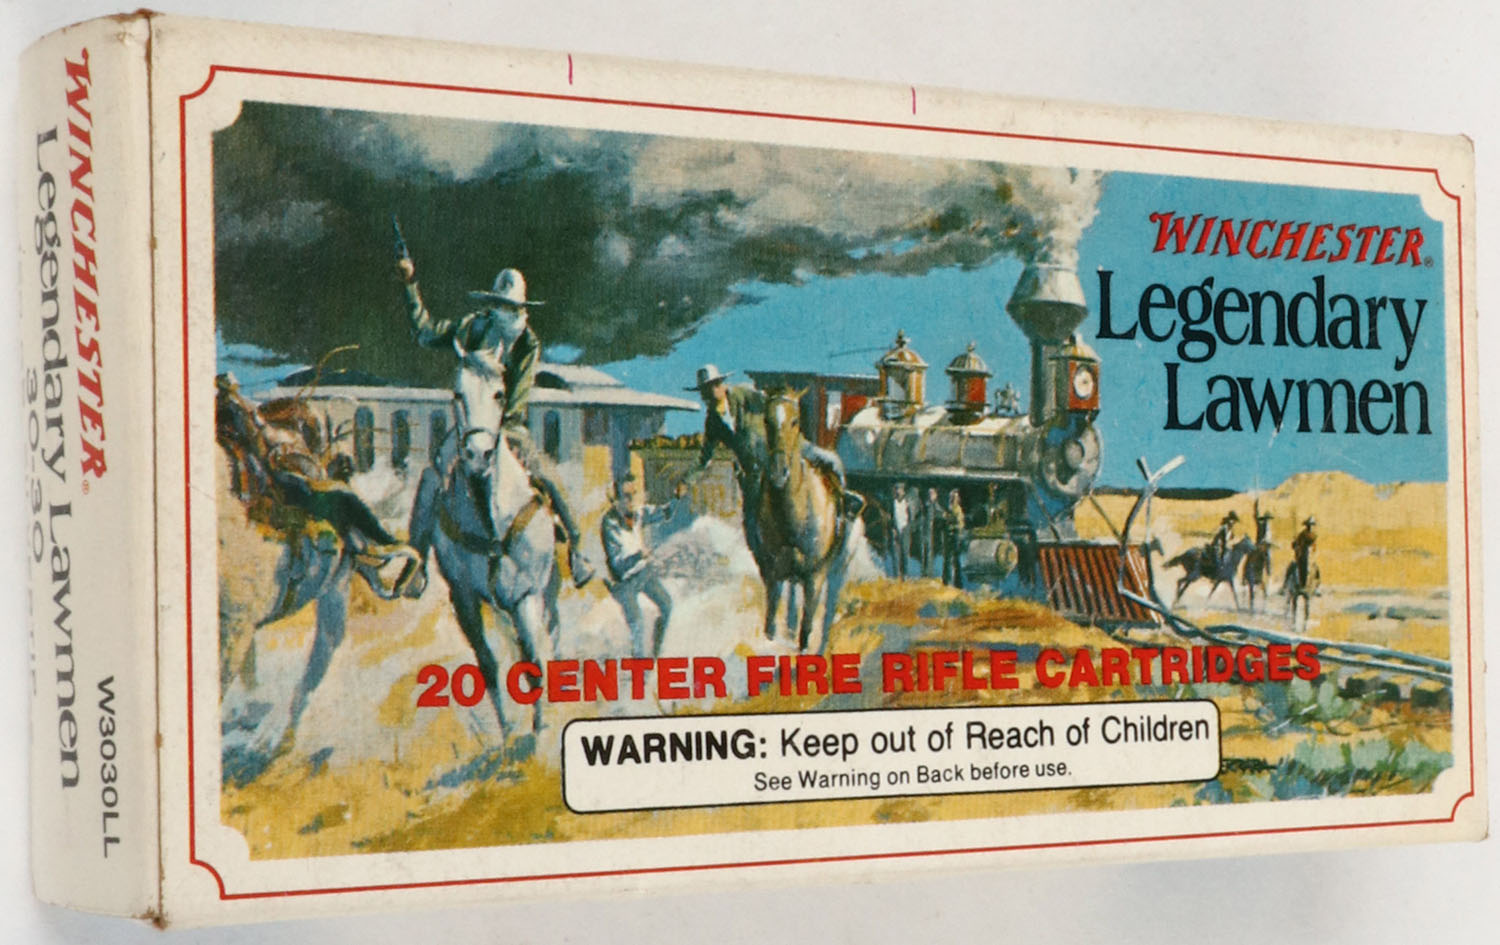 WINCHESTER®
Legendary Lawmen
30-30
W3030LL
WINCHESTER®
Legendary
Lawmen
20 CENTER FIRE RIFLE CARTRIDGES
WARNING: Keep out of Reach of Children
See Warning on Back before use.